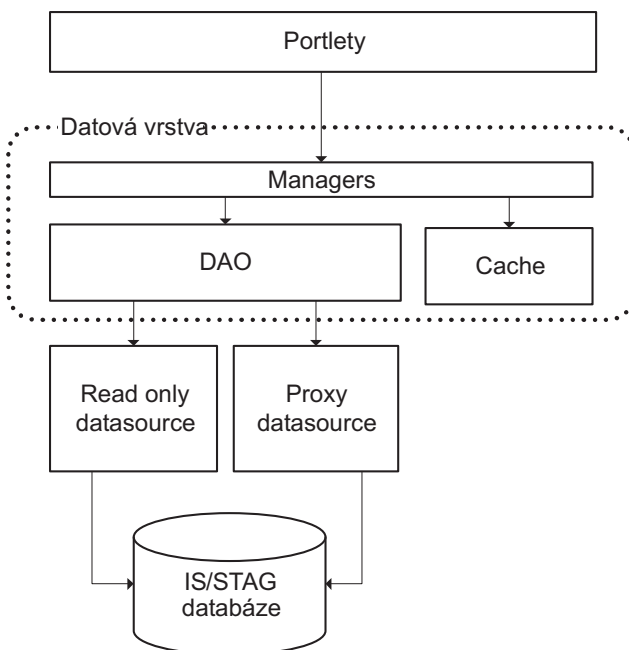 Portlety
Datová vrstva
Managers
DAO
Cache
Read only
datasource
Proxy
datasource
IS/STAG
databáze